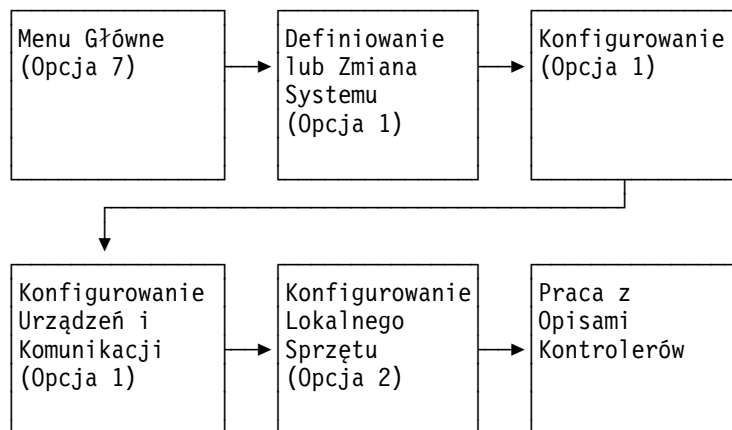 Menu Główne
(Opcja 7)
Definiowanie
lub Zmiana
Systemu
(Opcja 1)
Konfigurowanie
(Opcja 1)
Konfigurowanie
Urządzeń i
Komunikacji
(Opcja 1)
Konfigurowanie
Lokalnego
Sprzętu
(Opcja 2)
Praca z
Opisami
Kontrolerów